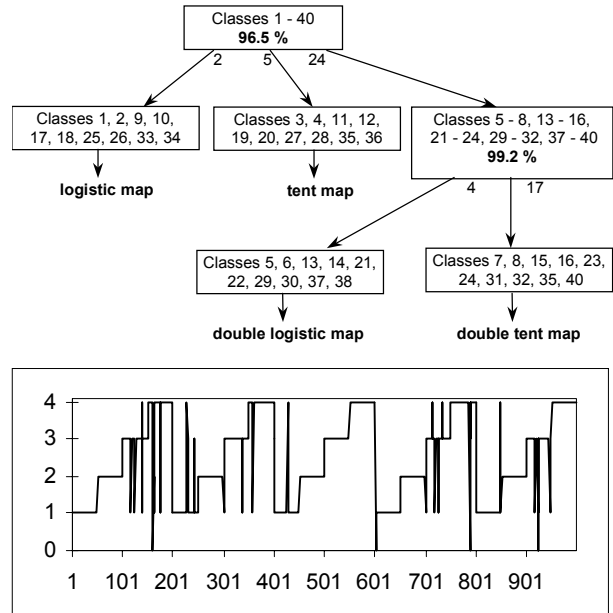 Classes 1 - 40
96.5 %
2 5 24
Classes 1, 2, 9, 10,
17, 18, 25, 26, 33, 34
Classes 3, 4, 11, 12,
19, 20, 27, 28, 35, 36
Classes 5 - 8, 13 - 16,
21 - 24, 29 - 32, 37 - 40
99.2 %
logistic map
tent map
4 17
Classes 5, 6, 13, 14, 21,
22, 29, 30, 37, 38
Classes 7, 8, 15, 16, 23,
24, 31, 32, 35, 40
double logistic map
double tent map
4
3
2
1
0
1 101 201 301 401 501 601 701 801 901